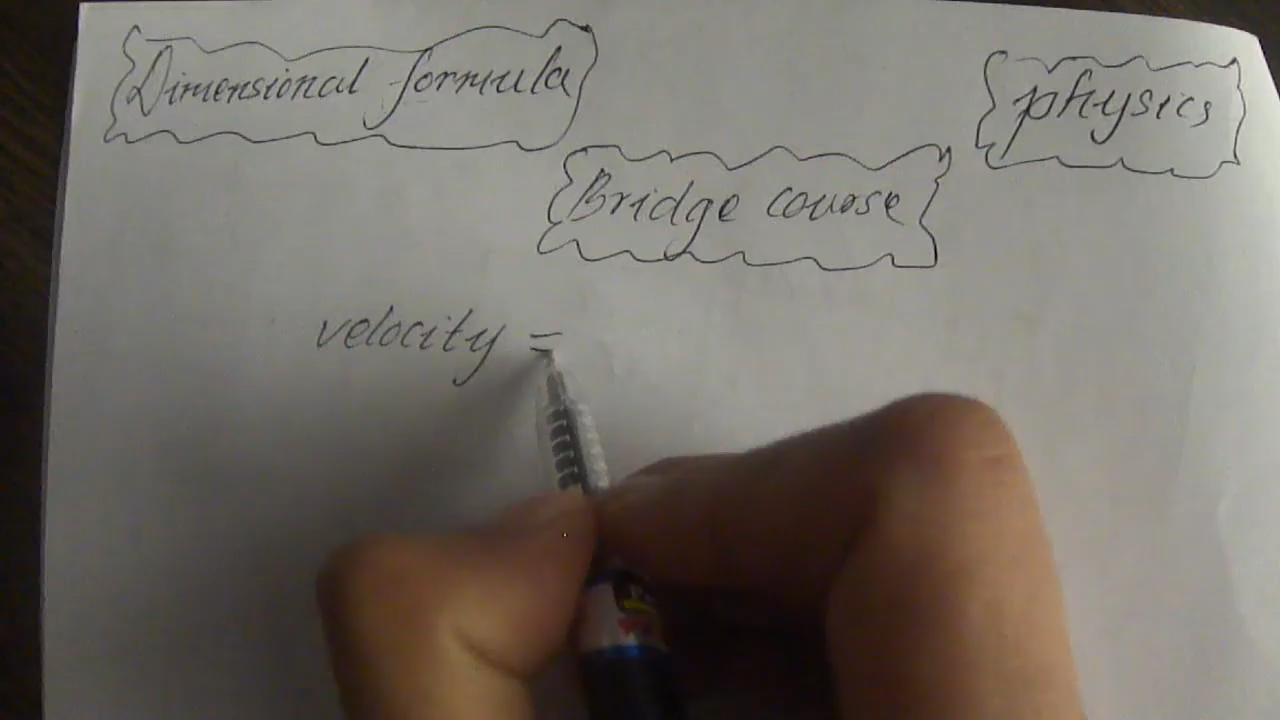 Dimensional formula
physics
Bridge course
velocity =